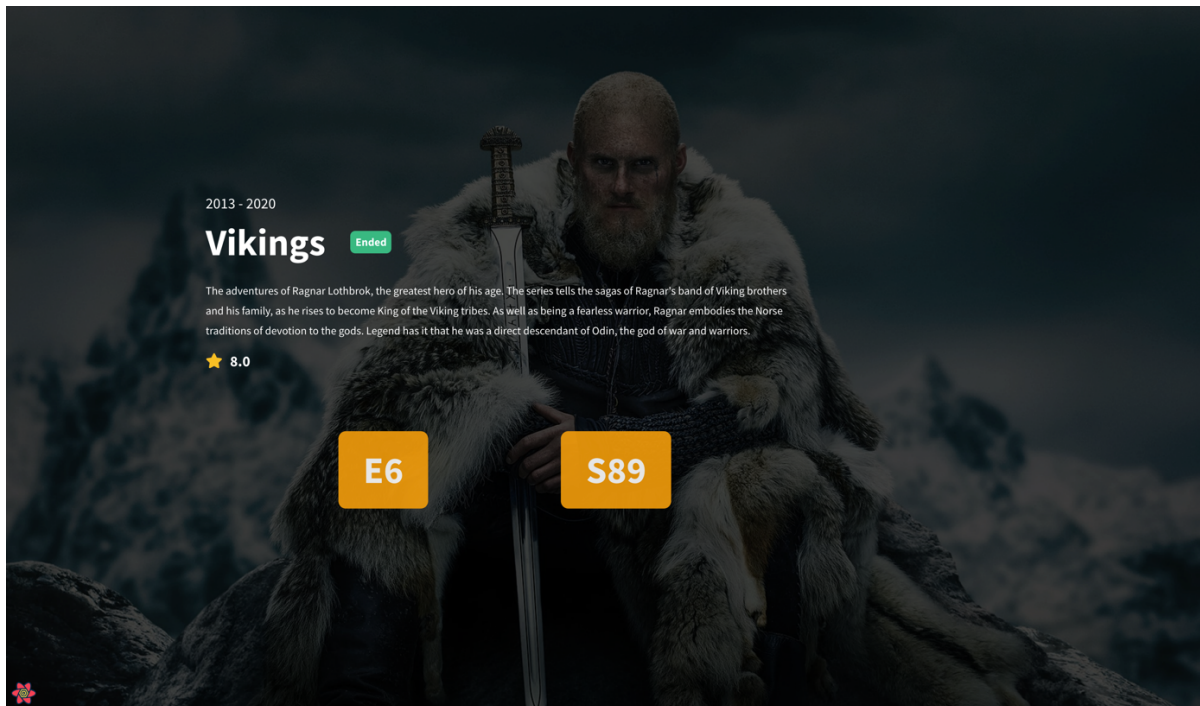 2013 - 2020
Vikings
Ended
The adventures of Ragnar Lothbrok, the greatest hero of his age. The series tells the sagas of Ragnar's band of Viking brothers
and his family, as he rises to become King of the Viking tribes. As well as being a fearless warrior, Ragnar embodies the Norse
traditions of devotion to the gods. Legend has it that he was a direct descendant of Odin, the god of war and warriors.
8.0
E6
S89